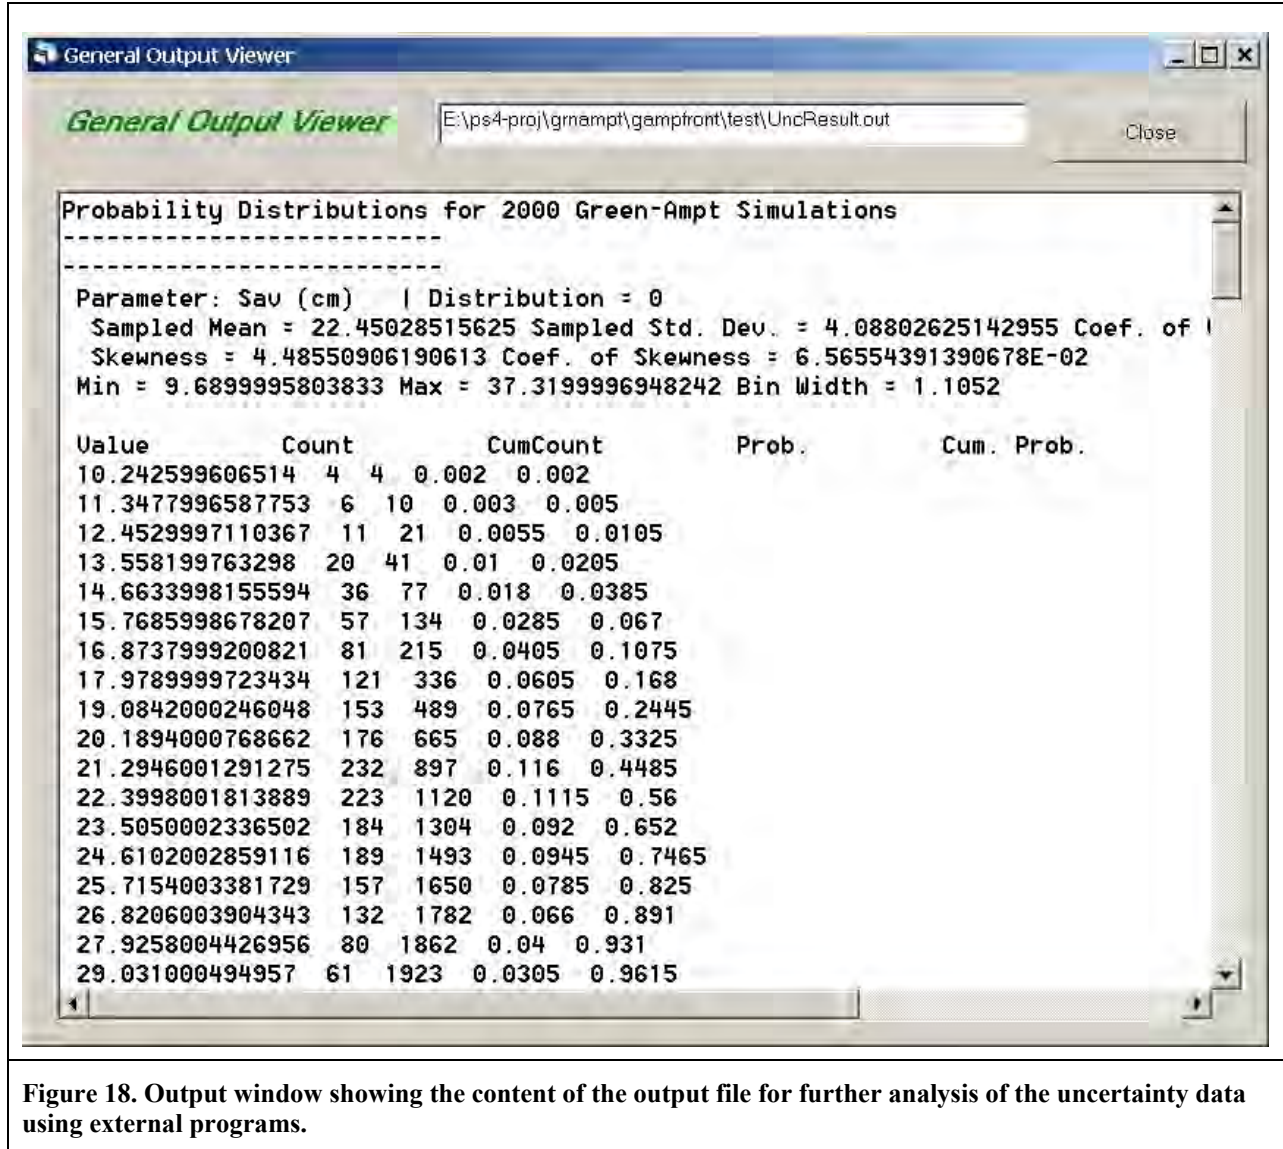 General Output Viewer
General Output Viewer
E:\ps4-proj\grnampt\gampfront\test\UncResult.out
Close
Probability Distributions for 2000 Green-Ampt Simulations
--------------------------
--------------------------
Parameter: Sav (cm) | Distribution = 0
Sampled Mean = 22.45028515625 Sampled Std. Dev. = 4.08802625142955 Coef. of
Skewness = 4.48550906190613 Coef. of Skewness = 6.56554391390678E-02
Min = 9.6899995803833 Max = 37.3199996948242 Bin Width = 1.1052
Value Count CumCount Prob. Cum. Prob.
10.242599606514 4 4 0.002 0.002
11.3477996587753 6 10 0.003 0.005
12.4529997110367 11 21 0.0055 0.0105
13.558199763298 20 41 0.01 0.0205
14.6633998155594 36 77 0.018 0.0385
15.7685998678207 57 134 0.0285 0.067
16.8737999200821 81 215 0.0405 0.1075
17.9789999723434 121 336 0.0605 0.168
19.0842000246048 153 489 0.0765 0.2445
20.1894000768662 176 665 0.088 0.3325
21.2946001291275 232 897 0.116 0.4485
22.3998001813889 223 1120 0.1115 0.56
23.5050002336502 184 1304 0.092 0.652
24.6102002859116 189 1493 0.0945 0.7465
25.7154003381729 157 1650 0.0785 0.825
26.8206003904343 132 1782 0.066 0.891
27.9258004426956 80 1862 0.04 0.931
29.031000494957 61 1923 0.0305 0.9615
Figure 18. Output window showing the content of the output file for further analysis of the uncertainty data
using external programs.